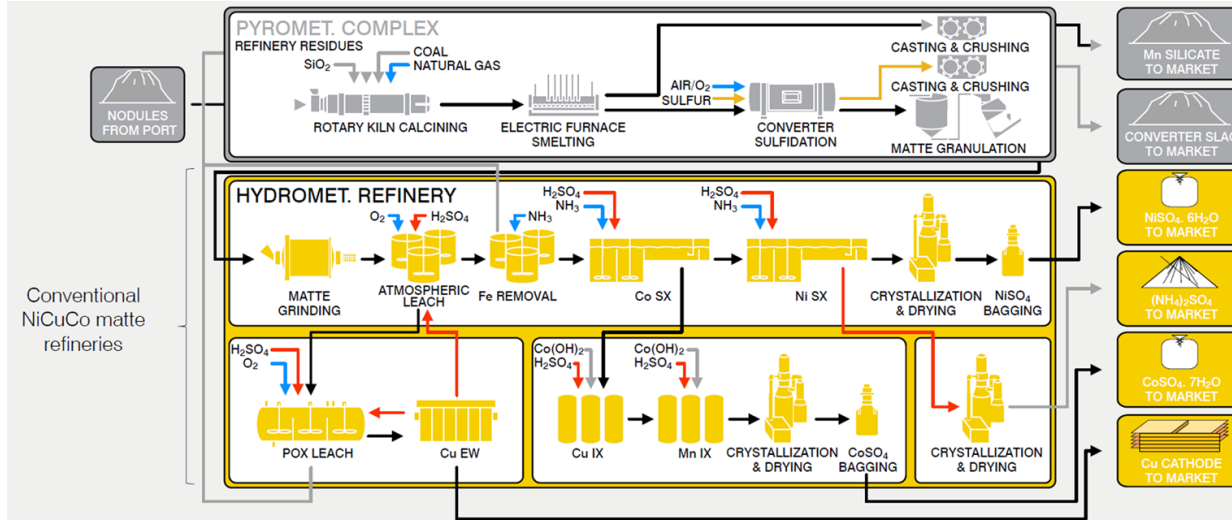 PYROMET. COMPLEX
REFINERY RESIDUES
SiO₂
COAL
NATURAL GAS
ROTARY KILN CALCINING
ELECTRIC FURNACE
SMELTING
AIR/O₂
SULFUR
CONVERTER
SULFIDATION
CASTING & CRUSHING
CASTING & CRUSHING
MATTE GRANULATION
NODULES
FROM PORT
Mn SILICATE
TO MARKET
CONVERTER SLAG
TO MARKET
HYDROMET. REFINERY
MATTE
GRINDING
O₂
H₂SO₄
ATMOSPHERIC
LEACH
NH₃
Fe REMOVAL
H₂SO₄
NH₃
Co SX
H₂SO₄
NH₃
Ni SX
CRYSTALLIZATION
& DRYING
NiSO₄
BAGGING
NiSO₄. 6H₂O
TO MARKET
(NH₄)₂SO₄
TO MARKET
Conventional
NiCuCo matte
refineries
H₂SO₄
O₂
POX LEACH
Cu EW
Co(OH)₂
H₂SO₄
Cu IX
Co(OH)₂
H₂SO₄
Mn IX
CRYSTALLIZATION
& DRYING
CoSO₄
BAGGING
CRYSTALLIZATION
& DRYING
CoSO₄. 7H₂O
TO MARKET
Cu CATHODE
TO MARKET